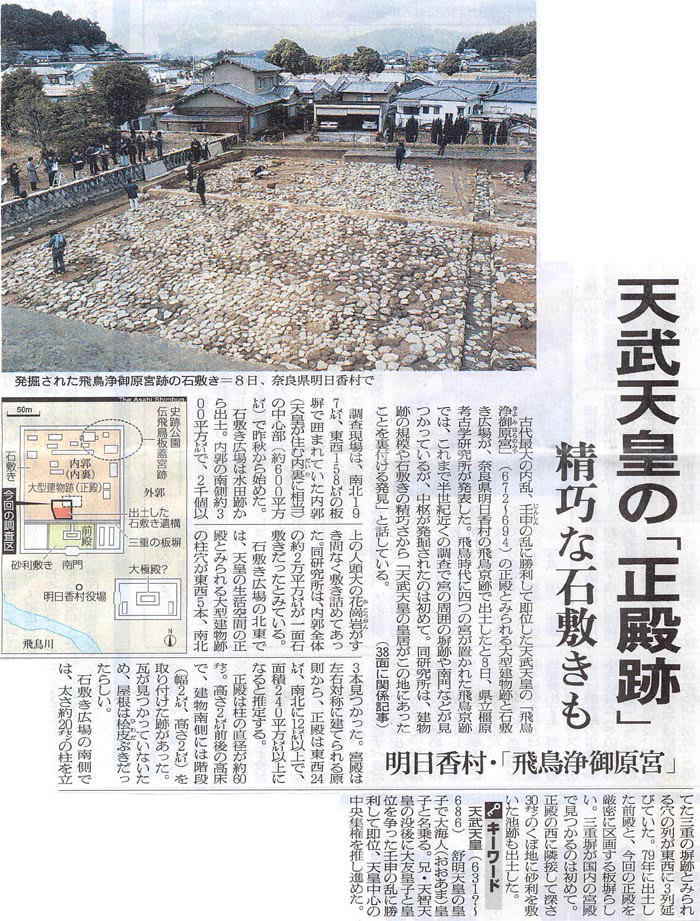 発掘された飛鳥浄御原宮跡の石敷き＝８日、奈良県明日香村で
天武天皇の「正殿跡」
精巧な石敷きも
明日香村・「飛鳥浄御原宮」
古代最大の内乱、壬申の乱に勝利して即位した天武天皇の「飛鳥
浄御原宮」（６７２〜６９４）の正殿とみられる大型建物跡と石敷
き広場が、奈良県明日香村の飛鳥京跡で出土したと８日、県立橿原
考古学研究所が発表した。飛鳥時代に四つの宮が置かれた飛鳥京跡
では、これまで半世紀近くの調査で宮の周囲の塀跡や南門などが見
つかっているが、中枢が発掘されたのは初めて。同研究所は、建物
跡の規模や石敷きの精巧さから「天武天皇の皇居がこの地にあった
ことを裏付ける発見」と話している。
（38面に関係記事）
調査現場は、南北１９
７㍍、東西１５８㍍の板
塀で囲まれていた内郭
（天皇が住む内裏に相当）
の中心部。約６００平方
㍍で昨秋から始めた。
石敷き広場は水田跡か
ら出土。内郭の南側約３
００平方㍍で、２千個以
上の人頭大の花崗岩がす
き間なく敷き詰めてあっ
た。同研究所は、内郭全体
の約２万平方㍍が一面石
敷きだったとみている。
石敷き広場の北東で
は、天皇の生活空間の正
殿とみられる大型建物跡
の柱穴が東西５本、南北
３本見つかった。宮殿は
左右対称に建てられる原
則から、正殿は東西24
㍍、南北に12㍍以上で、
面積２４０平方㍍以上に
なると推定する。
正殿は柱の直径が約60
㌢。高さ２㍍前後の高床
で、建物南側には階段
（幅２㍍、高さ２㍍）を
取り付けた跡があった。
瓦が見つかっていないた
め、屋根は桧皮ぶきだっ
たらしい。
石敷き広場の南側で
は、太さ約20㌢の柱を立
てた三重の塀跡とみられ
る穴の列が東西に３列延
びていた。79年に出土し
た前殿と、今回の正殿を
厳密に区画する板塀らし
い。三重塀が国内の宮殿
で見つかるのは初めて。
正殿の西に隣接して深さ
30㌢のくぼ地に砂利を敷
いた池跡も出土した。
キーワード
天武天皇（６３１？〜
６８６）　舒明天皇の皇
子で大海人（おおあま）皇
子と名乗る。兄・天智天
皇の没後に大友皇子と皇
位を争った壬申の乱に勝
利して即位、天皇中心の
中央集権を推し進めた。
The Asahi Shimbun
50m
史跡公園
伝飛鳥板蓋宮跡
内郭
（内裏）
大型建物跡（正殿）
外郭
石敷き
今回の調査区
出土した
石敷き遺構
前殿
三重の板塀
砂利敷き
南門
大極殿？
明日香村役場
飛鳥川
N